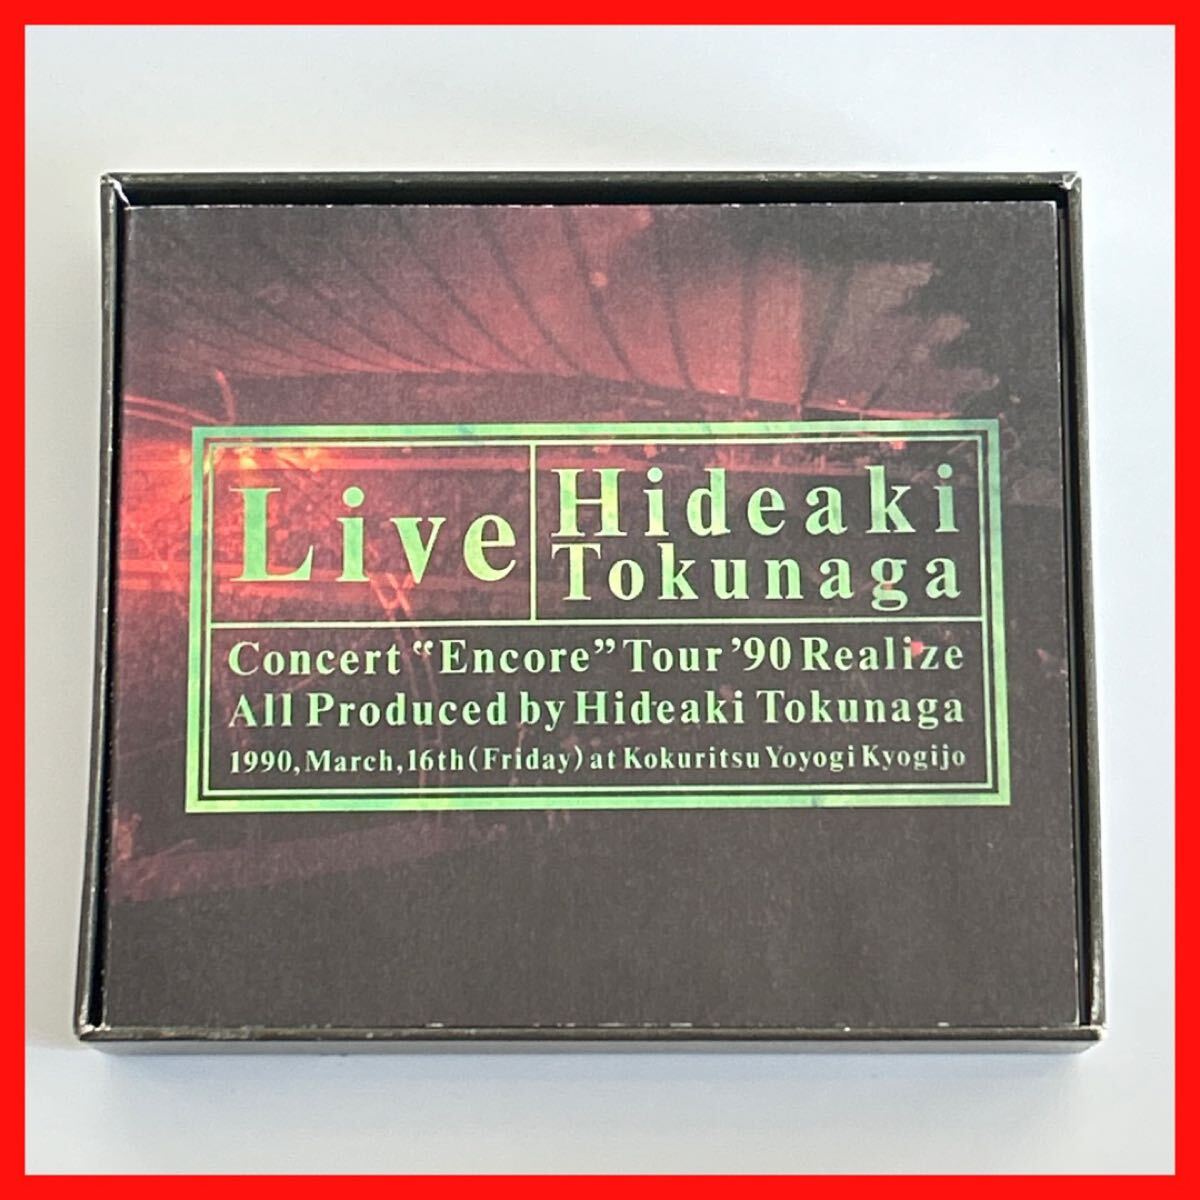 Live
Hideaki
Tokunaga
Concert “Encore” Tour ’90 Realize
All Produced by Hideaki Tokunaga
1990, March, 16th (Friday) at Kokuritsu Yoyogi Kyogijo